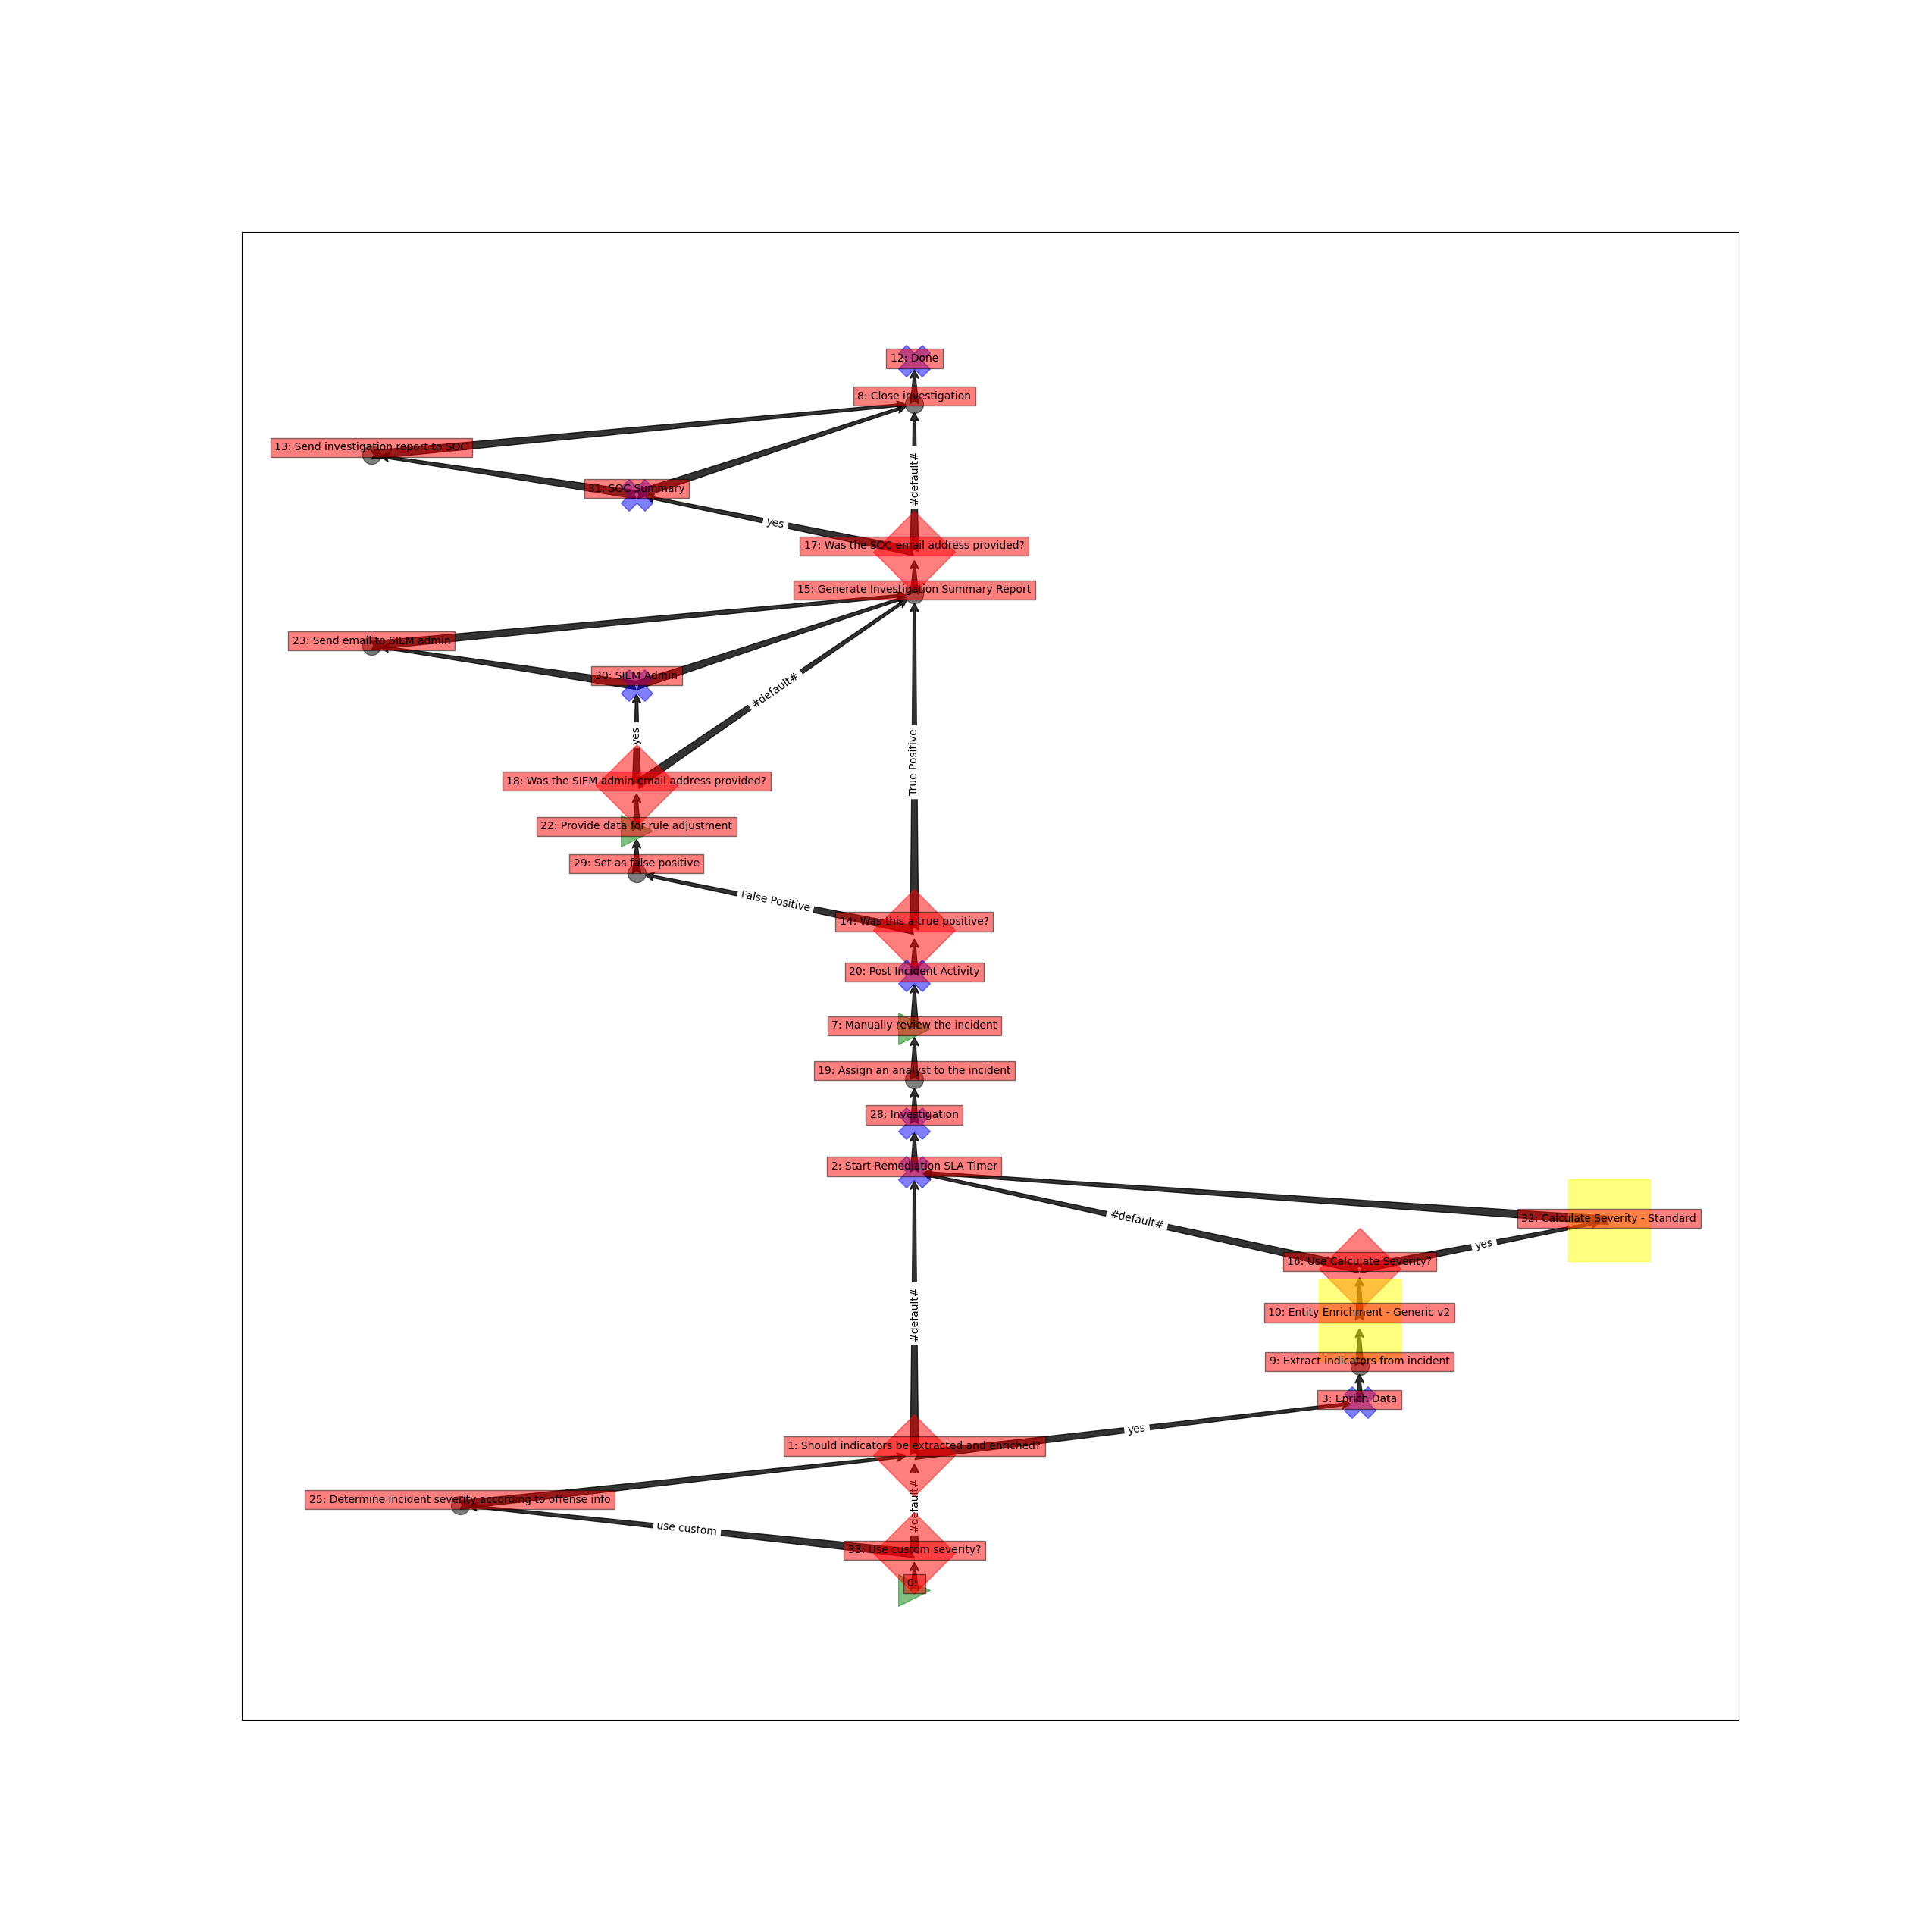 12: Done
8: Close investigation
13: Send investigation report to SOC
#default#
31: SOC Summary
yes
17: Was the SOC email address provided?
15: Generate Investigation Summary Report
23: Send email to SIEM admin
30: SIEM Admin
#default#
yes
True Positive
18: Was the SIEM admin email address provided?
22: Provide data for rule adjustment
29: Set as false positive
False Positive
14: Was this a true positive?
20: Post Incident Activity
7: Manually review the incident
19: Assign an analyst to the incident
28: Investigation
2: Start Remediation SLA Timer
#default#
32: Calculate Severity - Standard
yes
16: Use Calculate Severity?
10: Entity Enrichment - Generic v2
#default#
9: Extract indicators from incident
3: Enrich Data
yes
1: Should indicators be extracted and enriched?
25: Determine incident severity according to offense info
#default#
use custom
33: Use custom severity?
0: